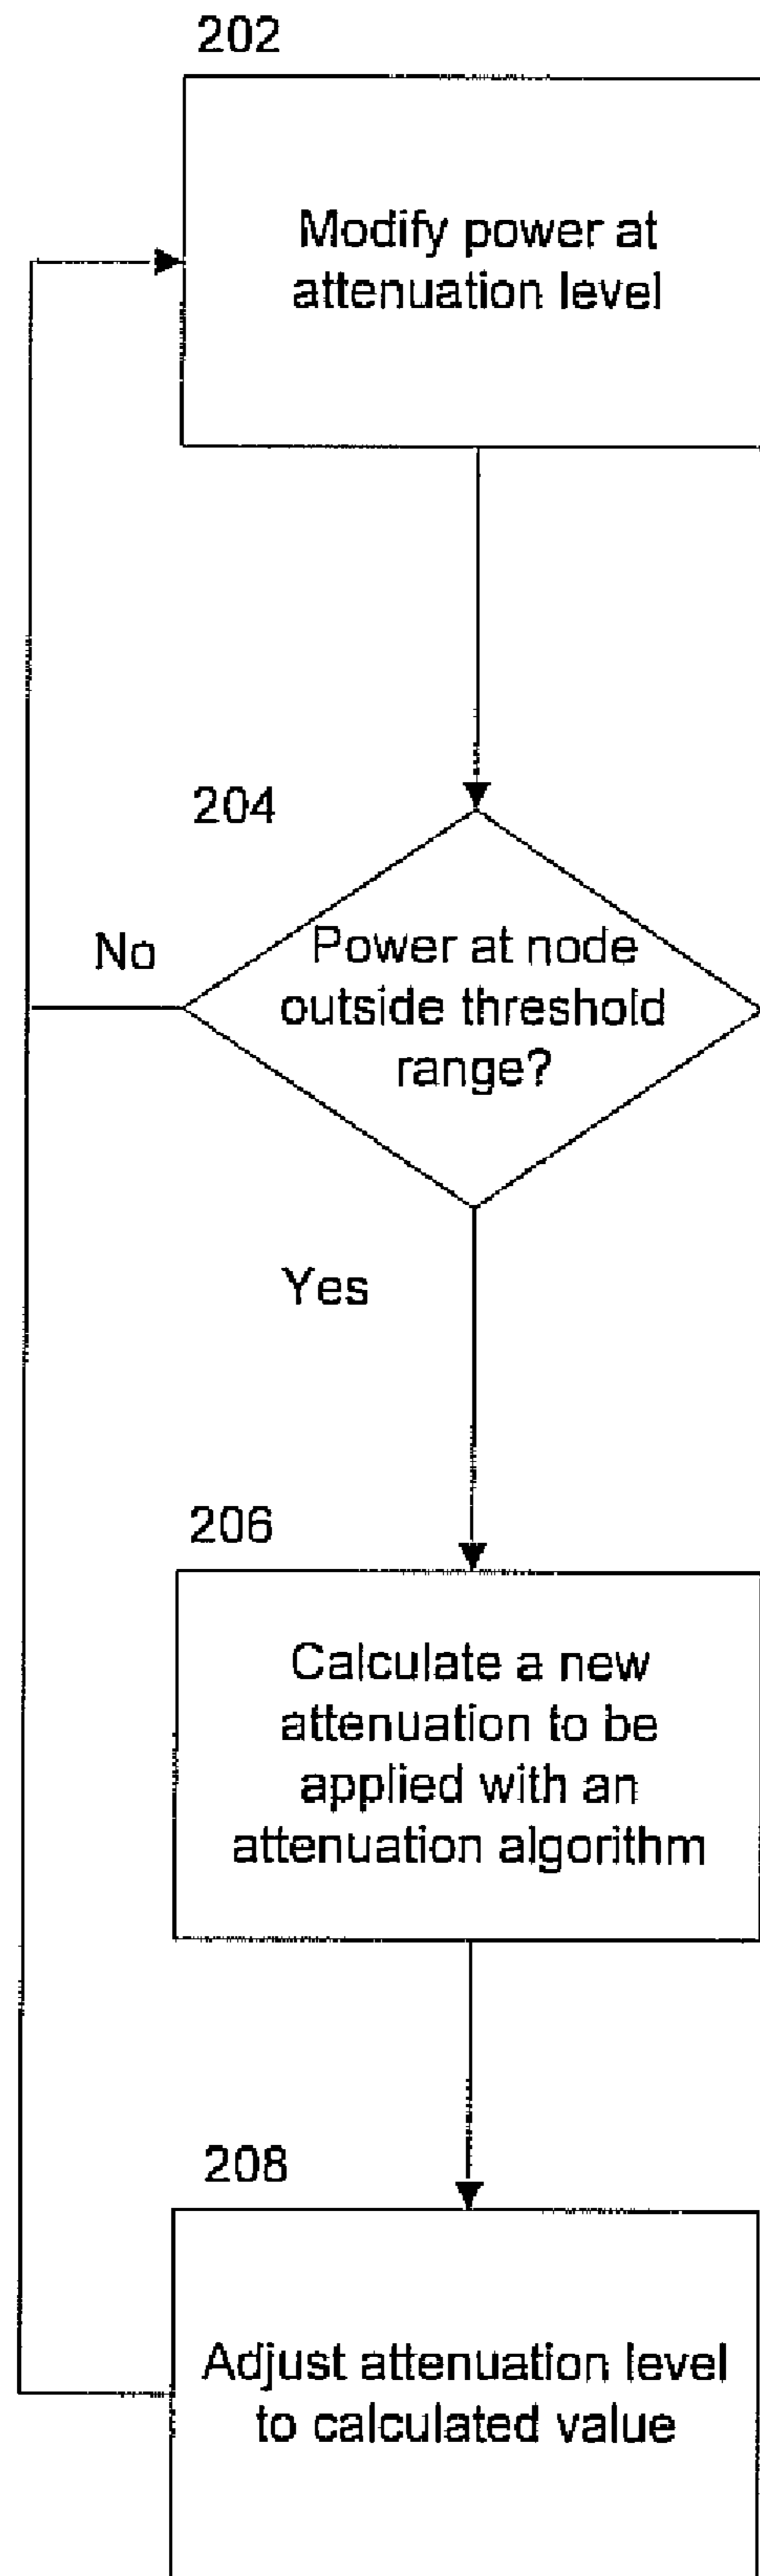 202
Modify power at
attenuation level
204
No
Power at node
outside threshold
range?
Yes
206
Calculate a new
attenuation to be
applied with an
attenuation algorithm
208
Adjust attenuation level
to calculated value